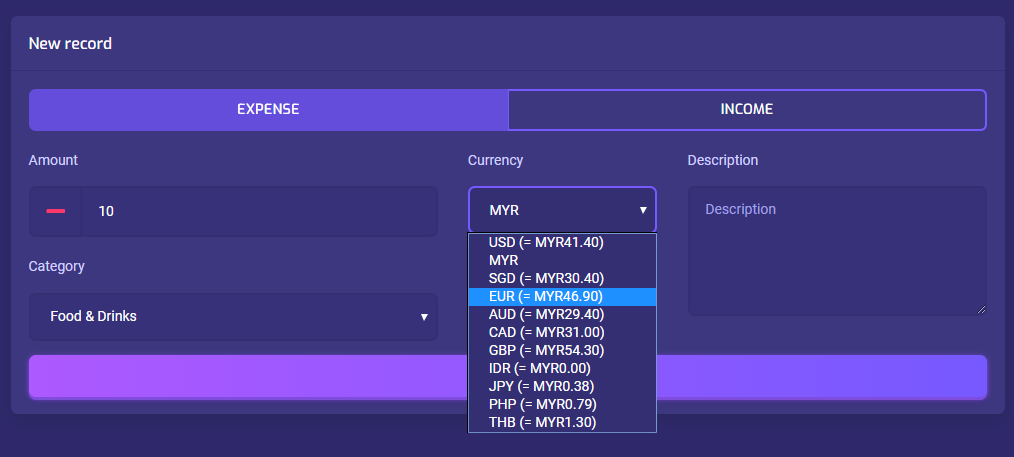 New record
EXPENSE
INCOME
Amount
Currency
Description
10
MYR
Description
Category
Food & Drinks
USD (= MYR41.40)
MYR
SGD (= MYR30.40)
EUR (= MYR46.90)
AUD (= MYR29.40)
CAD (= MYR31.00)
GBP (= MYR54.30)
IDR (= MYR0.00)
JPY (= MYR0.38)
PHP (= MYR0.79)
THB (= MYR1.30)